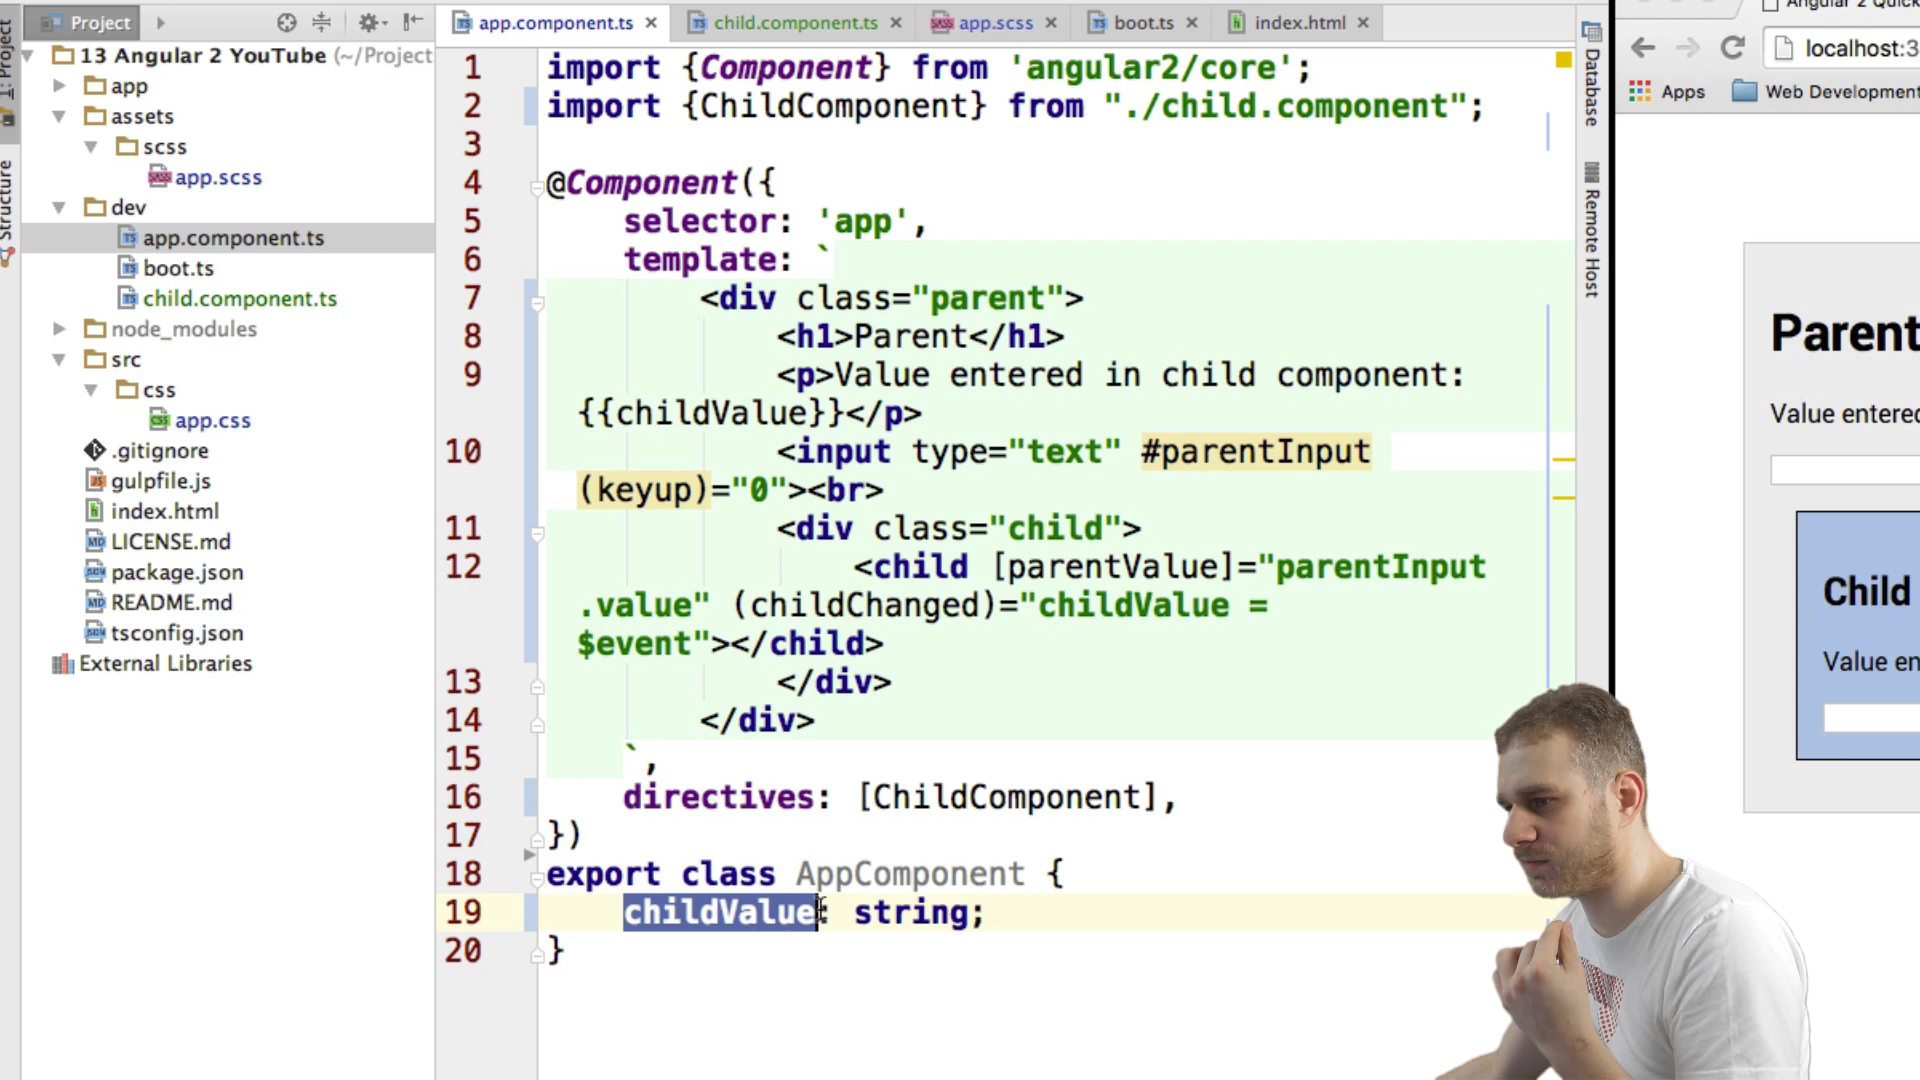 Project
app.component.ts
child.component.ts
app.scss
boot.ts
index.html
Angular 2 Quick
localhost:3
Apps
Web Development
1: Project
Structure
Database
Remote Host
13 Angular 2 YouTube (~/Project
app
assets
scss
app.scss
dev
app.component.ts
boot.ts
child.component.ts
node_modules
src
css
app.css
.gitignore
gulpfile.js
index.html
LICENSE.md
package.json
README.md
tsconfig.json
External Libraries
1 import {Component} from 'angular2/core';
2 import {ChildComponent} from "./child.component";
3
4 @Component({
5 selector: 'app',
6 template: `
7 <div class="parent">
8 <h1>Parent</h1>
9 <p>Value entered in child component:
{{childValue}}</p>
10 <input type="text" #parentInput
(keyup)="0"><br>
11 <div class="child">
12 <child [parentValue]="parentInput
.value" (childChanged)="childValue =
$event"></child>
13 </div>
14 </div>
15 `,
16 directives: [ChildComponent],
17 })
18 export class AppComponent {
19 childValue: string;
20 }
Parent
Value entered
Child
Value en